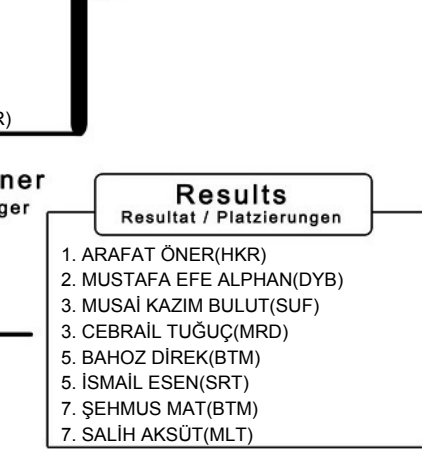 R)
ner
ger
Results
Resultat / Platzierungen
1. ARAFAT ÖNER(HKR)
2. MUSTAFA EFE ALPHAN(DYB)
3. MUSAİ KAZIM BULUT(SUF)
3. CEBRAİL TUĞUÇ(MRD)
5. BAHOZ DİREK(BTM)
5. İSMAİL ESEN(SRT)
7. ŞEHMUS MAT(BTM)
7. SALİH AKSÜT(MLT)